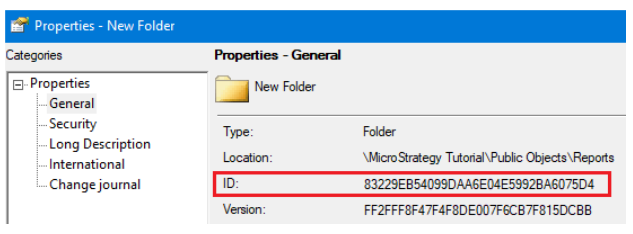 Properties - New Folder
Categories
Properties - General
Properties
General
Security
Long Description
International
Change journal
New Folder
Type: Folder
Location: \MicroStrategy Tutorial\Public Objects\Reports
ID: 83229EB54099DAA6E04E5992BA6075D4
Version: FF2FFF8F47F4F8DE007F6CB7F815DCBB